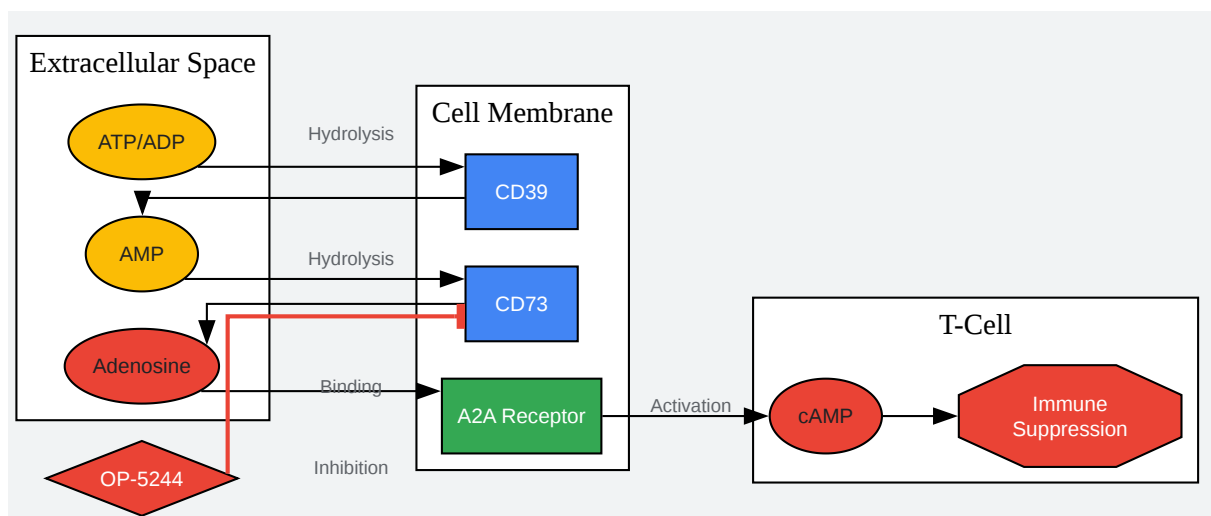 Extracellular Space
ATP/ADP
Hydrolysis
Cell Membrane
CD39
AMP
Hydrolysis
CD73
Adenosine
Binding
A2A Receptor
Activation
T-Cell
cAMP
Immune
Suppression
OP-5244
Inhibition